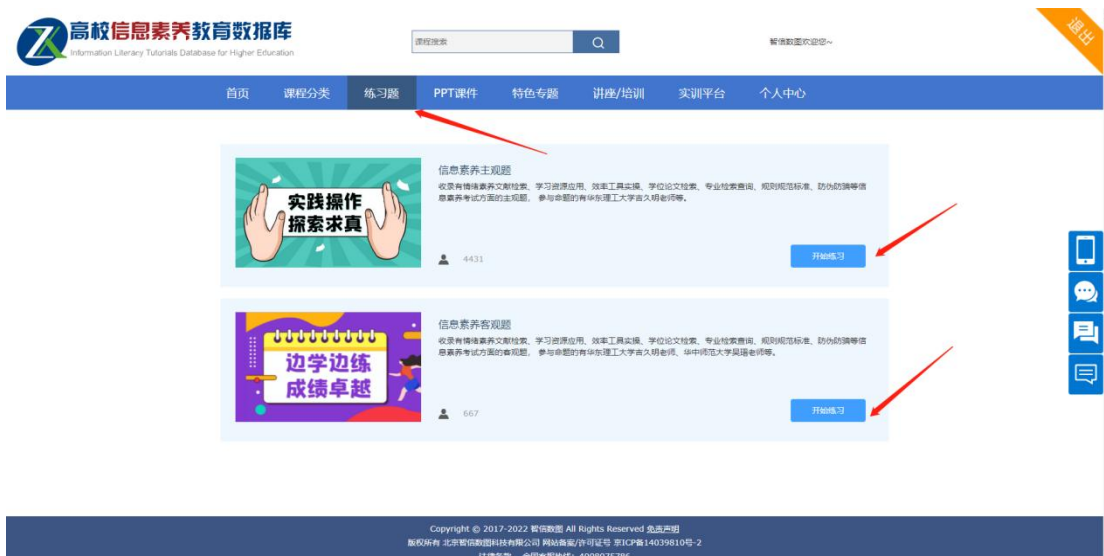 高校信息素养教育数据库
Information Literacy Tutorials Database for Higher Education
课程搜索
智信数图欢迎您~
退出
首页 课程分类 练习题 PPT课件 特色专题 讲座/培训 实训平台 个人中心
实践操作
探索求真
信息素养主观题
收录有情绪素养文献检索、学习资源应用、效率工具实操、学位论文检索、专业检索查询、规则规范标准、防伪防骗等信
息素养考试方面的主观题, 参与命题的有华东理工大学吉久明老师等。
4431
开始练习
边学边练
成绩卓越
信息素养客观题
收录有情绪素养文献检索、学习资源应用、效率工具实操、学位论文检索、专业检索查询、规则规范标准、防伪防骗等信
息素养考试方面的客观题, 参与命题的有华东理工大学吉久明老师、华中师范大学吴瑾老师等。
667
开始练习
Copyright © 2017-2022 智信数图 All Rights Reserved 免责声明
版权所有 北京智信数图科技有限公司 网站备案/许可证号 京ICP备14039810号-2